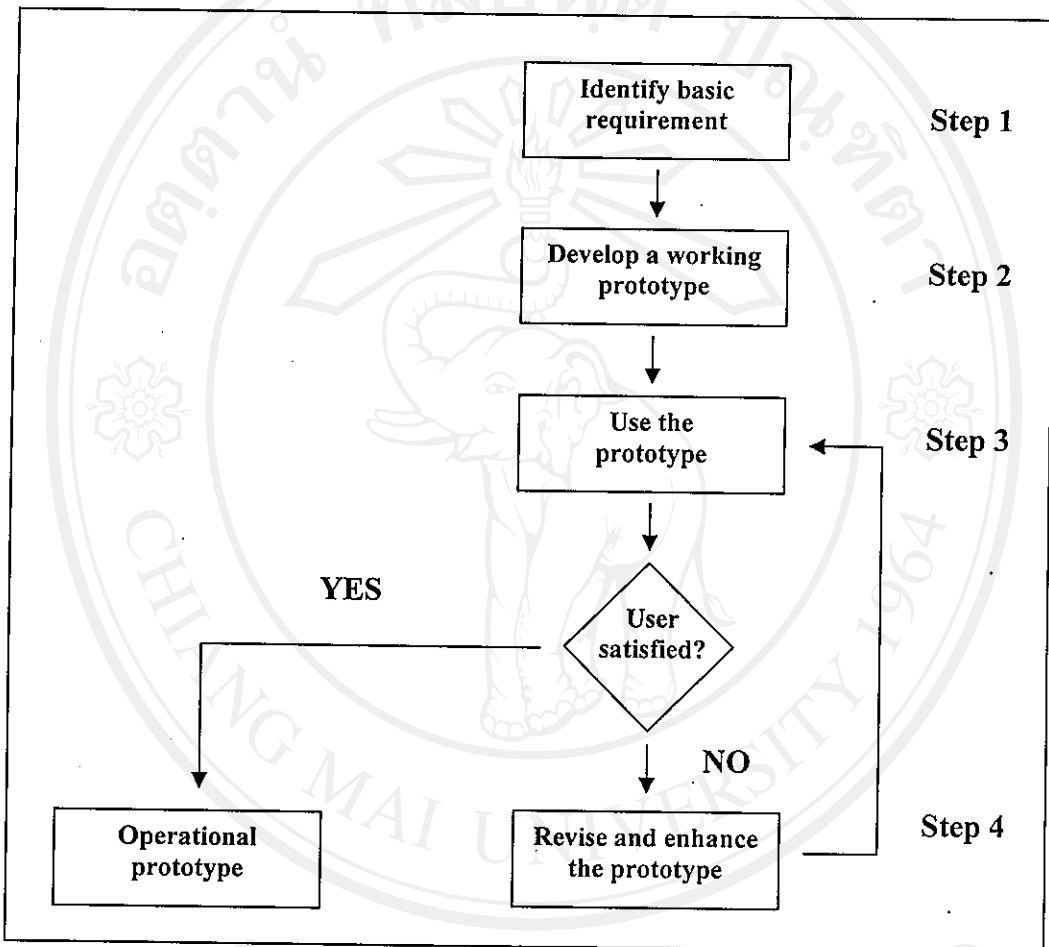 Identify basic
requirement
Step 1
Develop a working
prototype
Step 2
Use the
prototype
Step 3
YES
User
satisfied?
NO
Operational
prototype
Revise and enhance
the prototype
Step 4
CHIANG MAI UNIVERSITY 1964